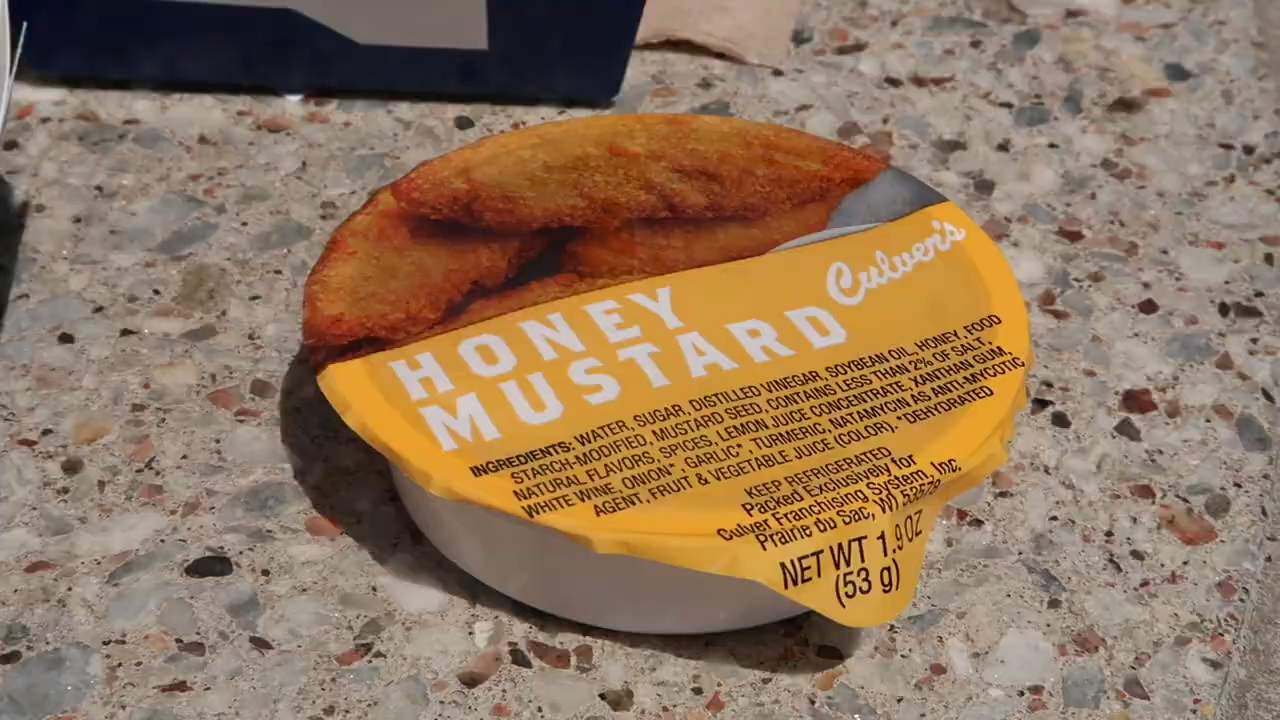 HONEY
MUSTARD
Culver's
INGREDIENTS: WATER, SUGAR, DISTILLED VINEGAR, SOYBEAN OIL, HONEY, FOOD
STARCH-MODIFIED, MUSTARD SEED, CONTAINS LESS THAN 2% OF SALT,
NATURAL FLAVORS, SPICES, LEMON JUICE CONCENTRATE, XANTHAN GUM,
WHITE WINE, ONION*, GARLIC*, TURMERIC, NATAMYCIN AS ANTI-MYCOTIC
AGENT, FRUIT & VEGETABLE JUICE (COLOR). *DEHYDRATED
KEEP REFRIGERATED
Packed Exclusively for
Culver Franchising System, Inc.
Prairie du Sac, WI 53578
NET WT 1.9 OZ
(53 g)